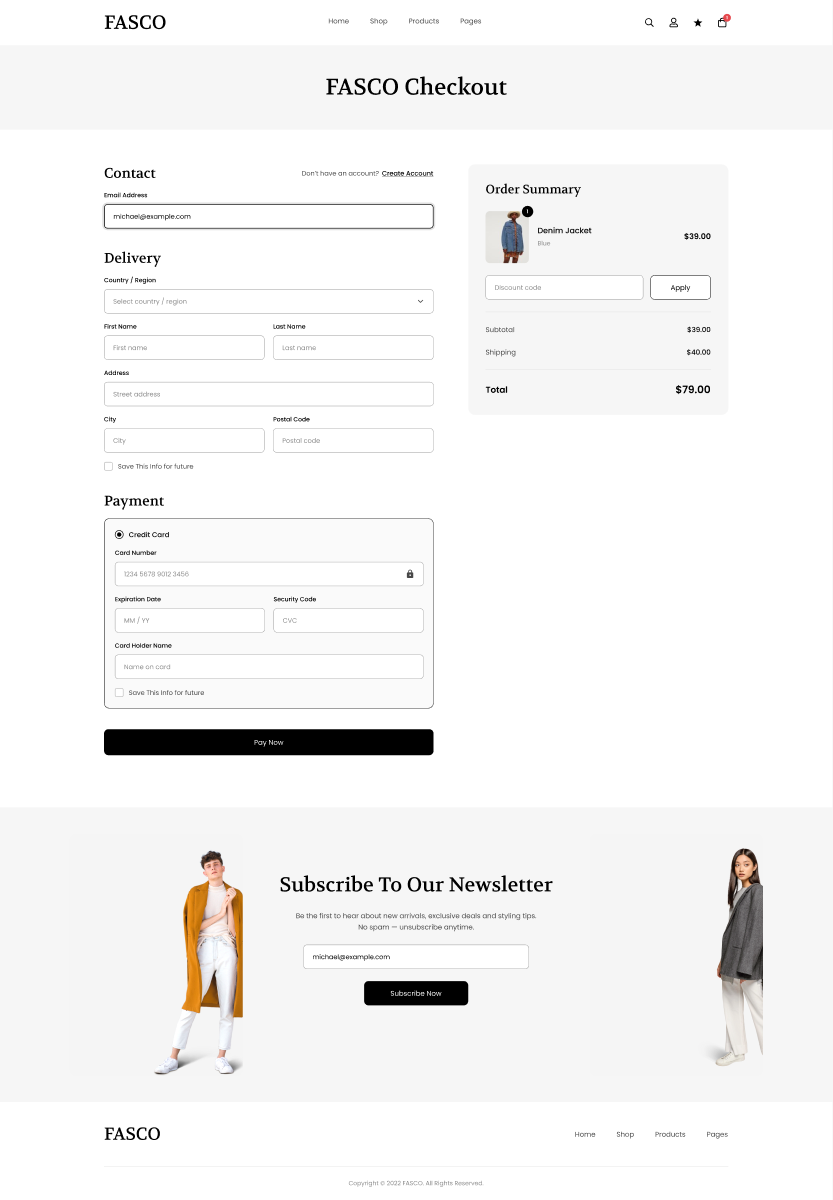 FASCO
Home Shop Products Pages
1
FASCO Checkout
Contact
Don't have an account? Create Account
Email Address
michael@example.com
Delivery
Country / Region
Select country / region
First Name Last Name
First name Last name
Address
Street address
City Postal Code
City Postal code
Save This Info for future
Payment
Credit Card
Card Number
1234 5678 9012 3456
Expiration Date Security Code
MM / YY CVC
Card Holder Name
Name on card
Save This Info for future
Pay Now
Order Summary
1
Denim Jacket
Blue
$39.00
Discount code Apply
Subtotal $39.00
Shipping $40.00
Total $79.00
Subscribe To Our Newsletter
Be the first to hear about new arrivals, exclusive deals and styling tips.
No spam — unsubscribe anytime.
michael@example.com
Subscribe Now
FASCO
Home Shop Products Pages
Copyright © 2022 FASCO. All Rights Reserved.